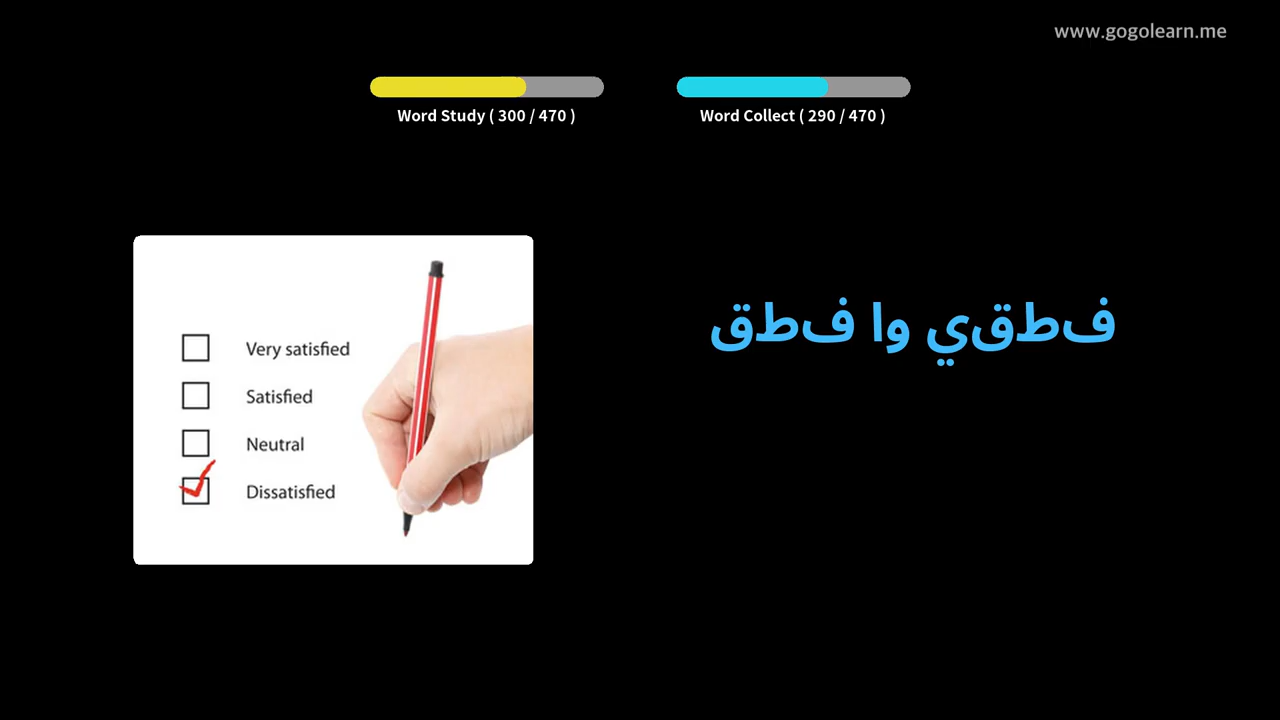 www.gogolearn.me
Word Study ( 300 / 470 )
Word Collect ( 290 / 470 )
فطقي وا فطق
Very satisfied
Satisfied
Neutral
Dissatisfied